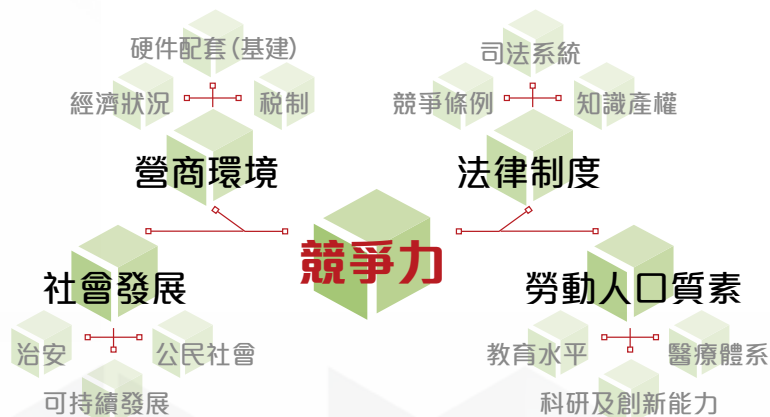 硬件配套(基建)
司法系統
經濟狀況
税制
競爭條例
知識產權
營商環境
法律制度
競爭力
社會發展
勞動人口質素
治安
公民社會
教育水平
醫療體系
可持續發展
科研及創新能力